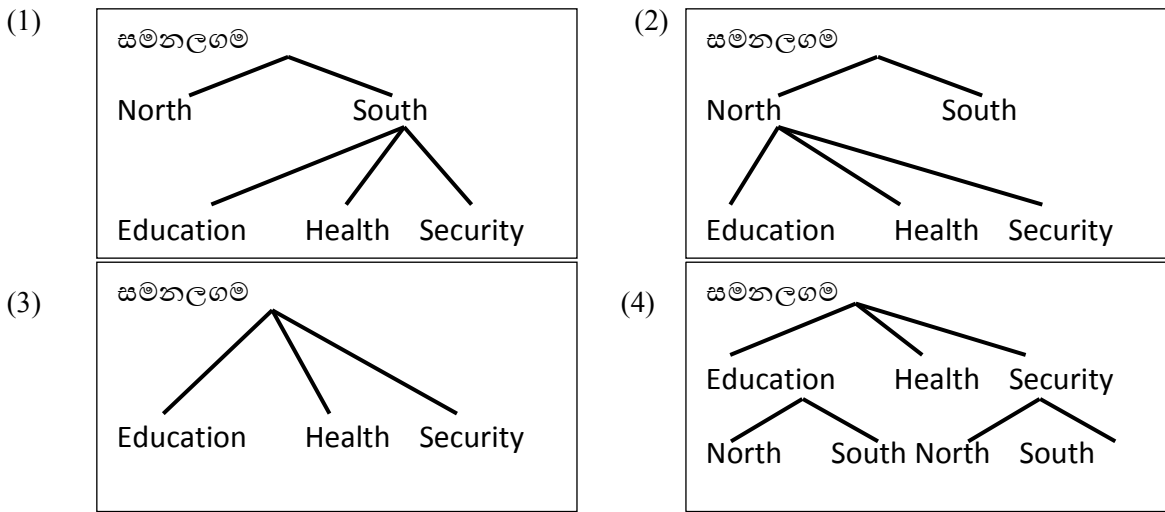 (1)
සමනලගම
North South
Education Health Security
(2)
සමනලගම
North South
Education Health Security
(3)
සමනලගම
Education Health Security
(4)
සමනලගම
Education Health Security
North South North South